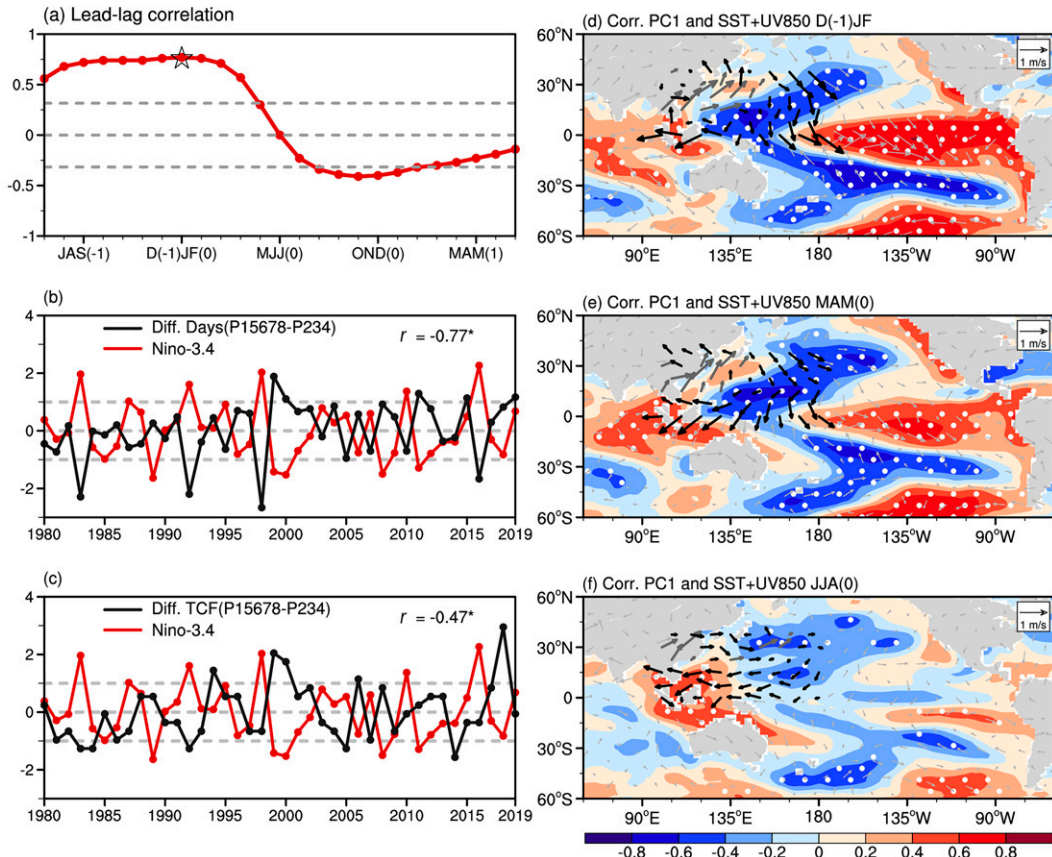 (a) Lead-lag correlation
1
0.5
0
-0.5
-1
JAS(-1) D(-1)JF(0) MJJ(0) OND(0) MAM(1)
(b)
4
2
0
-2
Diff. Days(P15678-P234)
Nino-3.4
r = -0.77*
1980 1985 1990 1995 2000 2005 2010 2015 2019
(c)
4
2
0
-2
Diff. TCF(P15678-P234)
Nino-3.4
r = -0.47*
1980 1985 1990 1995 2000 2005 2010 2015 2019
(d) Corr. PC1 and SST+UV850 D(-1)JF
60°N
30°N
0
30°S
60°S
1 m/s
90°E 135°E 180 135°W 90°W
(e) Corr. PC1 and SST+UV850 MAM(0)
60°N
30°N
0
30°S
60°S
1 m/s
90°E 135°E 180 135°W 90°W
(f) Corr. PC1 and SST+UV850 JJA(0)
60°N
30°N
0
30°S
60°S
1 m/s
90°E 135°E 180 135°W 90°W
-0.8 -0.6 -0.4 -0.2 0 0.2 0.4 0.6 0.8